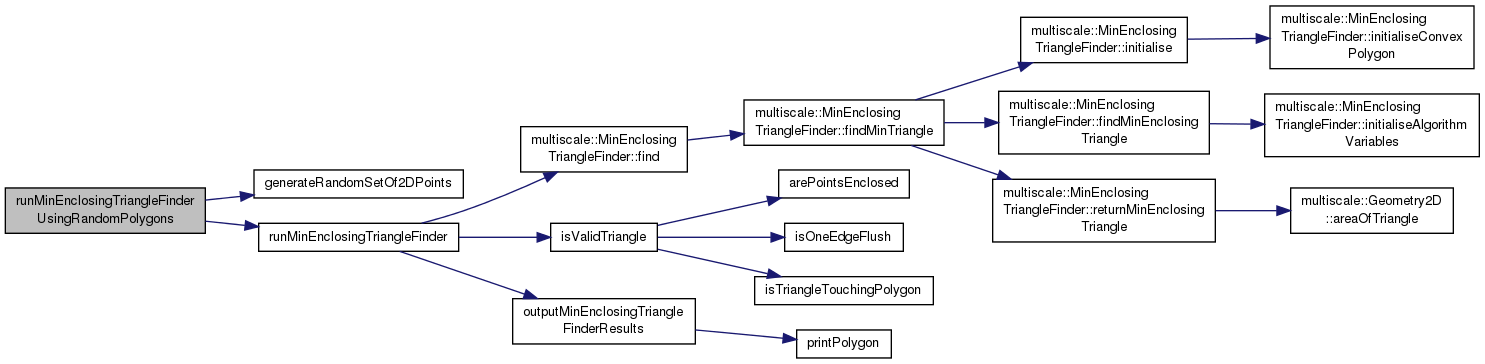 runMinEnclosingTriangleFinder
UsingRandomPolygons
generateRandomSetOf2DPoints
runMinEnclosingTriangleFinder
multiscale::MinEnclosing
TriangleFinder::find
isValidTriangle
outputMinEnclosingTriangle
FinderResults
multiscale::MinEnclosing
TriangleFinder::findMinTriangle
arePointsEnclosed
isOneEdgeFlush
isTriangleTouchingPolygon
printPolygon
multiscale::MinEnclosing
TriangleFinder::initialise
multiscale::MinEnclosing
TriangleFinder::findMinEnclosing
Triangle
multiscale::MinEnclosing
TriangleFinder::returnMinEnclosing
Triangle
multiscale::MinEnclosing
TriangleFinder::initialiseConvex
Polygon
multiscale::MinEnclosing
TriangleFinder::initialiseAlgorithm
Variables
multiscale::Geometry2D
::areaOfTriangle